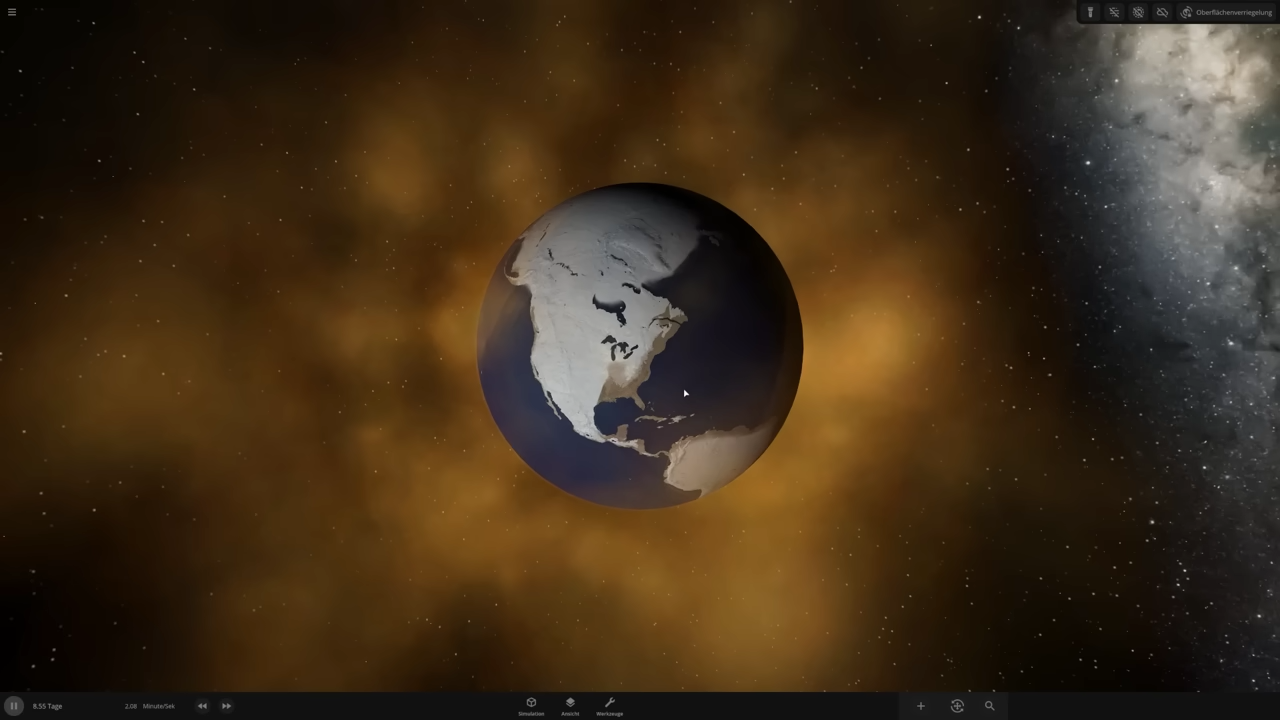 Oberflächenverriegelung
8.55 Tage
2.08 Minute/Sek
Simulation
Ansicht
Werkzeuge